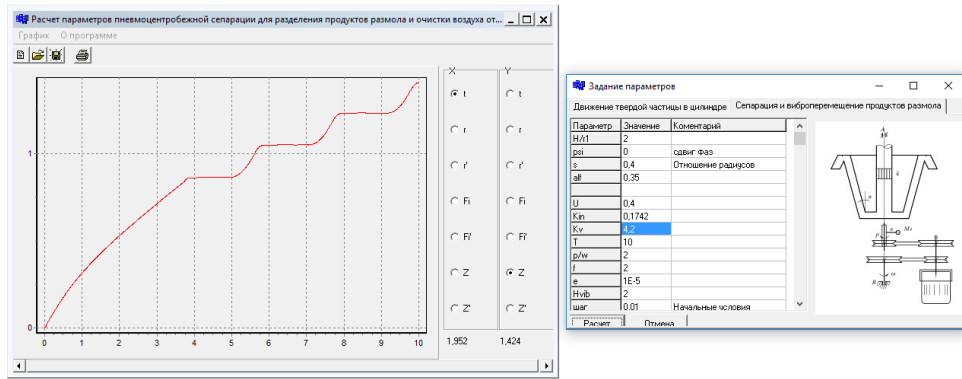 Расчет параметров пневмоцентробежной сепарации для разделения продуктов размола и очистки воздуха от...
График О программе
X Y
t t
r r
r' r'
Fi Fi
Fi' Fi'
Z Z
Z' Z'
1,952 1,424
1
0
0 1 2 3 4 5 6 7 8 9 10
Задание параметров
Движение твердой частицы в цилиндре Сепарация и виброперемещение продуктов размола
Параметр Значение Коментарий
H/r1 2
psi 0 сдвиг фаз
s 0,4 Отношение радиусов
alf 0,35
U 0,4
Kin 0,1742
Kv 4,2
T 10
p/w 2
f 2
e 1E-5
Hvib 2
шаг 0.01 Начальные условия
Расчет Отмена